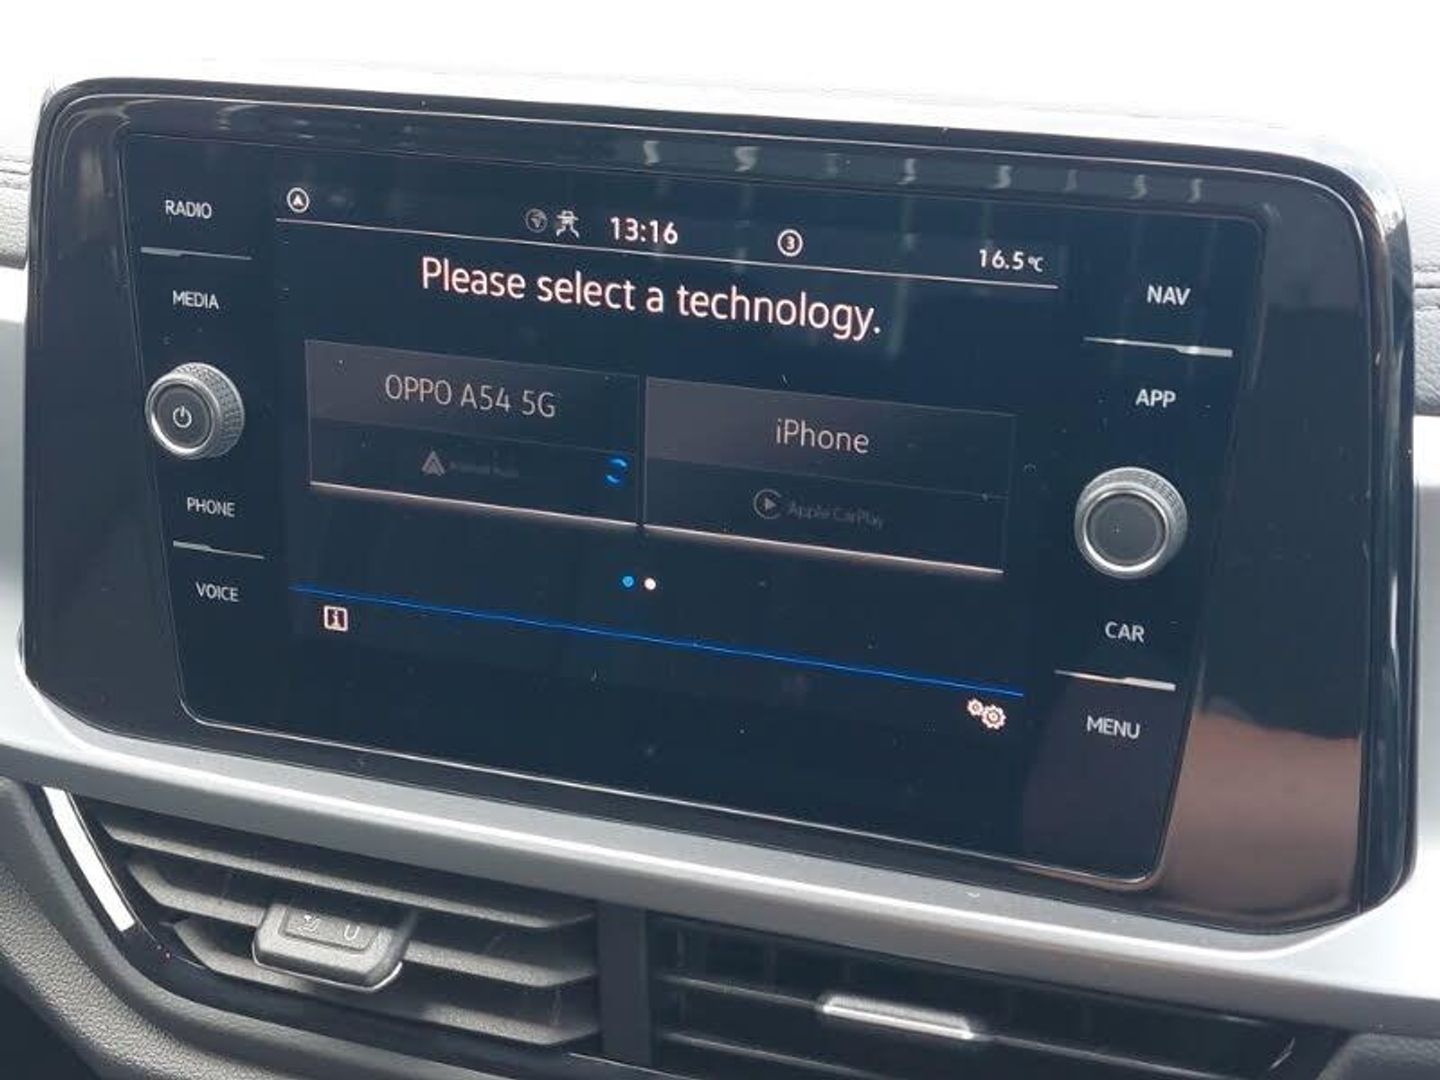 RADIO
MEDIA
PHONE
VOICE
13:16
3
16.5°C
Please select a technology.
OPPO A54 5G
iPhone
Apple CarPlay
NAV
APP
CAR
MENU